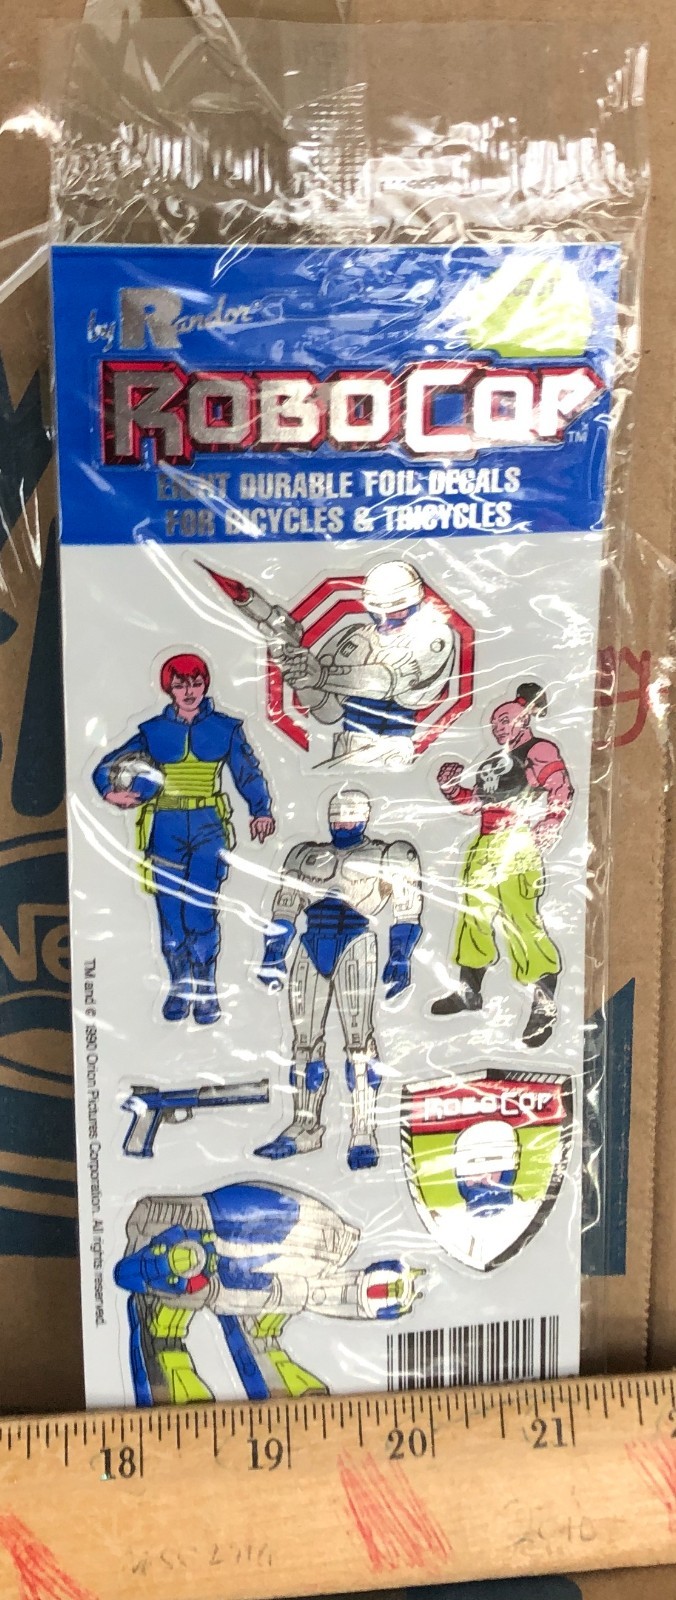 by Randor
ROBOCOP TM
EIGHT DURABLE FOIL DECALS
FOR BICYCLES & TRICYCLES
ROBOCOP
TM and © 1990 Orion Pictures Corporation. All rights reserved.
18 19 20 21